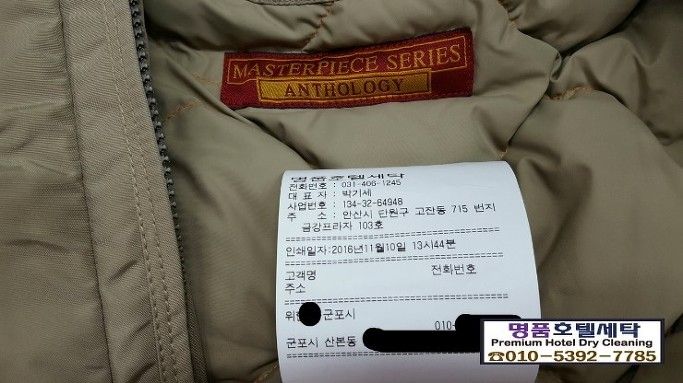 MASTERPIECE SERIES
ANTHOLOGY
명품호텔세탁
전화번호 : 031-406-1245
대 표 자 : 박기세
사업번호 : 134-32-64948
주 소 : 안산시 단원구 고잔동 715 번지
금강프라자 103호
인쇄일자:2016년11월10일 13시44분
고객명 전화번호
주소
위 군포시
010-
군포시 산본동
명품호텔세탁
Premium Hotel Dry Cleaning
☎010-5392-7785